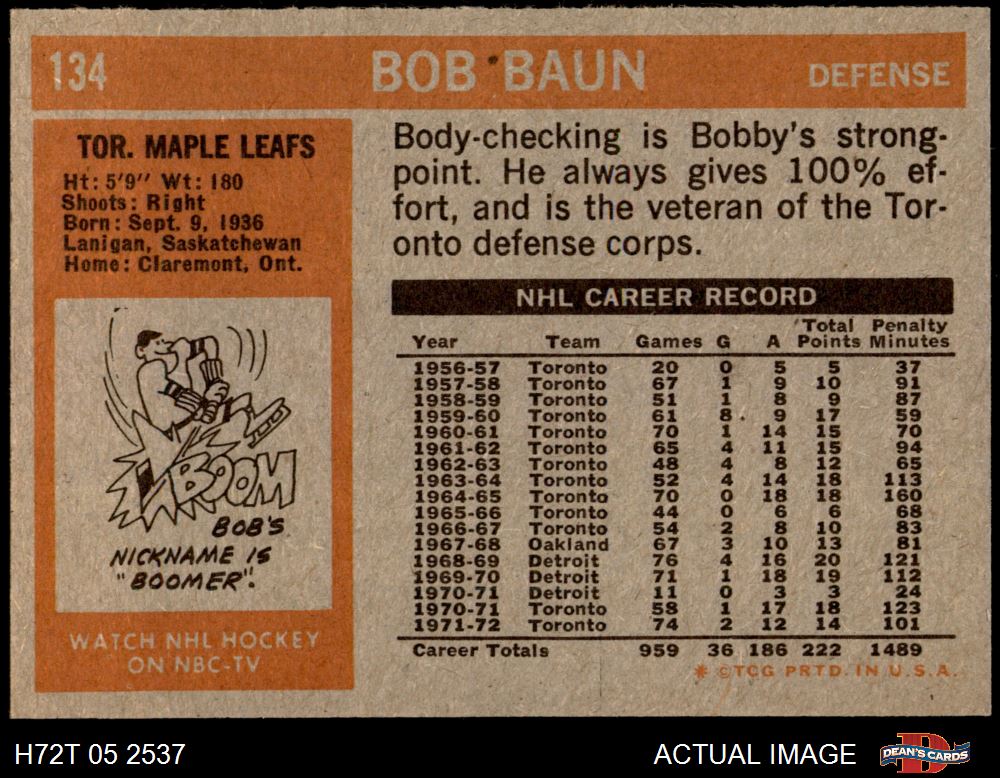 134 BOB BAUN DEFENSE
TOR. MAPLE LEAFS
Ht: 5'9" Wt: 180
Shoots: Right
Born: Sept. 9, 1936
Lanigan, Saskatchewan
Home: Claremont, Ont.
BOOM
BOB'S
NICKNAME IS
"BOOMER".
WATCH NHL HOCKEY
ON NBC-TV
Body-checking is Bobby's strong-
point. He always gives 100% ef-
fort, and is the veteran of the Tor-
onto defense corps.
NHL CAREER RECORD
Year Team Games G A Total Points Penalty Minutes
1956-57 Toronto 20 0 5 5 37
1957-58 Toronto 67 1 9 10 91
1958-59 Toronto 51 1 8 9 87
1959-60 Toronto 61 8 9 17 59
1960-61 Toronto 70 1 14 15 70
1961-62 Toronto 65 4 11 15 94
1962-63 Toronto 48 4 8 12 65
1963-64 Toronto 52 4 14 18 113
1964-65 Toronto 70 0 18 18 160
1965-66 Toronto 44 0 6 6 68
1966-67 Toronto 54 2 8 10 83
1967-68 Oakland 67 3 10 13 81
1968-69 Detroit 76 4 16 20 121
1969-70 Detroit 71 1 18 19 112
1970-71 Detroit 11 0 3 3 24
1970-71 Toronto 58 1 17 18 123
1971-72 Toronto 74 2 12 14 101
Career Totals 959 36 186 222 1489
* ©TCG PRTD. IN U.S.A.
H72T 05 2537 ACTUAL IMAGE DEAN'S CARDS